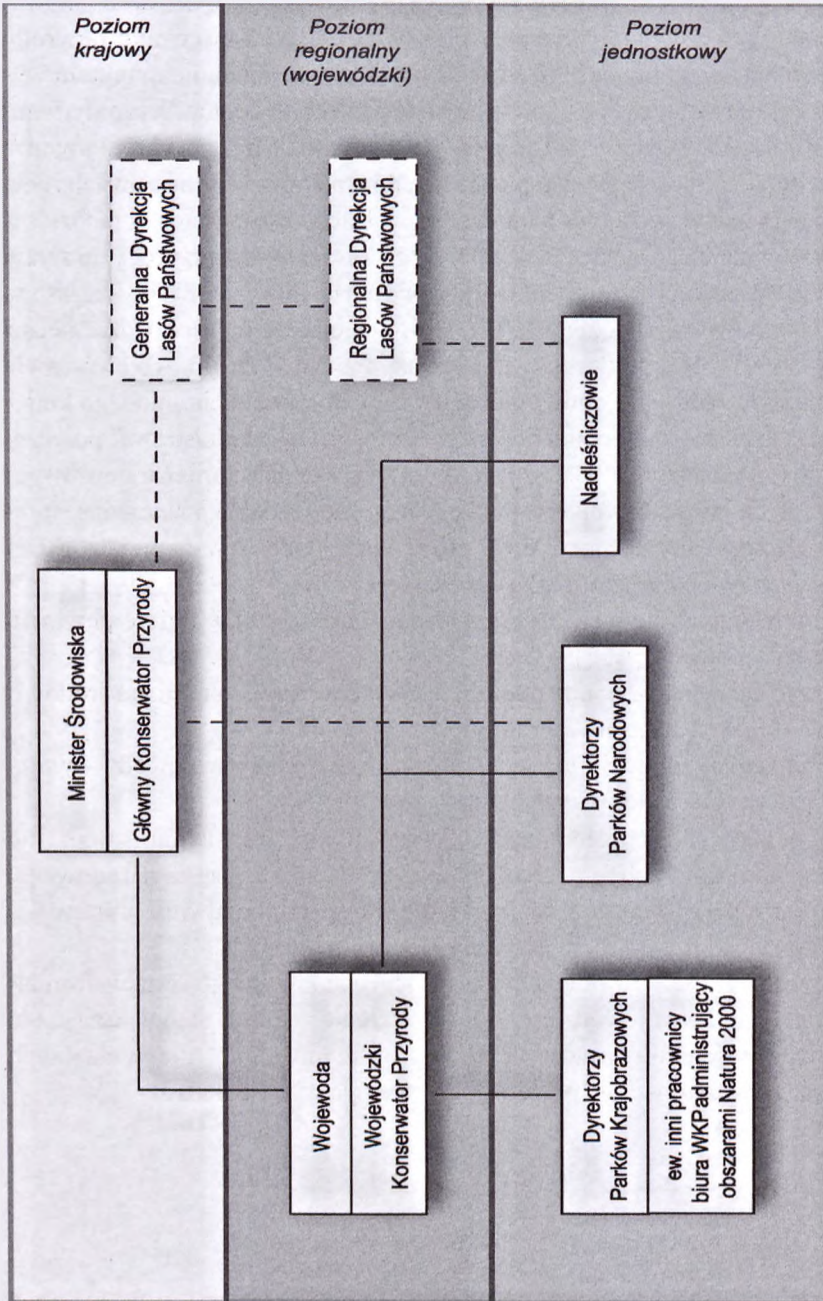 Poziom
krajowy
Poziom
regionalny
(wojewódzki)
Poziom
jednostkowy
Generalna Dyrekcja
Lasów Państwowych
Regionalna Dyrekcja
Lasów Państwowych
Nadleśniczowie
Minister Środowiska
Główny Konserwator Przyrody
Dyrektorzy
Parków Narodowych
Wojewoda
Wojewódzki
Konserwator Przyrody
Dyrektorzy
Parków Krajobrazowych
ew. inni pracownicy
biura WKP administrujący
obszarami Natura 2000